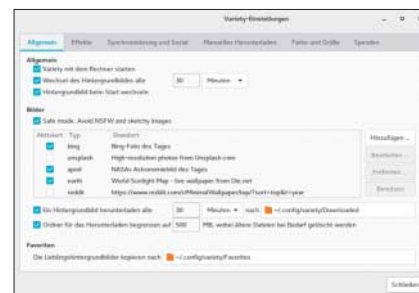 Variety-Einstellungen
Allgemein Effekte Synchronisierung und Social Manuelles Herunterladen Farbe und Größe Spenden
Allgemein
Variety mit dem Rechner starten
Wechsel des Hintergrundbildes alle 30 Minuten
Hintergrund beim Start wechseln
Bilder
Safe mode. Avoid NSFW and sketchy images
Aktiviert Typ Standort
bing Bing-Foto des Tages
unsplash High-resolution photos from Unsplash.com
apod NASAs Astronomiebild des Tages
earth World Sunlight Map - live wallpaper from Die.net
reddit https://www.reddit.com/r/MinimalWallpaper/top/?sort=top&t=year
Hinzufügen ...
Bearbeiten ...
Entfernen ...
Benutzen
Ein Hintergrundbild herunterladen alle 30 Minuten nach ~/.config/variety/Downloaded
Ordner für das Herunterladen begrenzen auf 500 MB, wobei ältere Dateien bei Bedarf gelöscht werden
Favoriten
Die Lieblingshintergrundbilder kopieren nach ~/.config/variety/Favorites